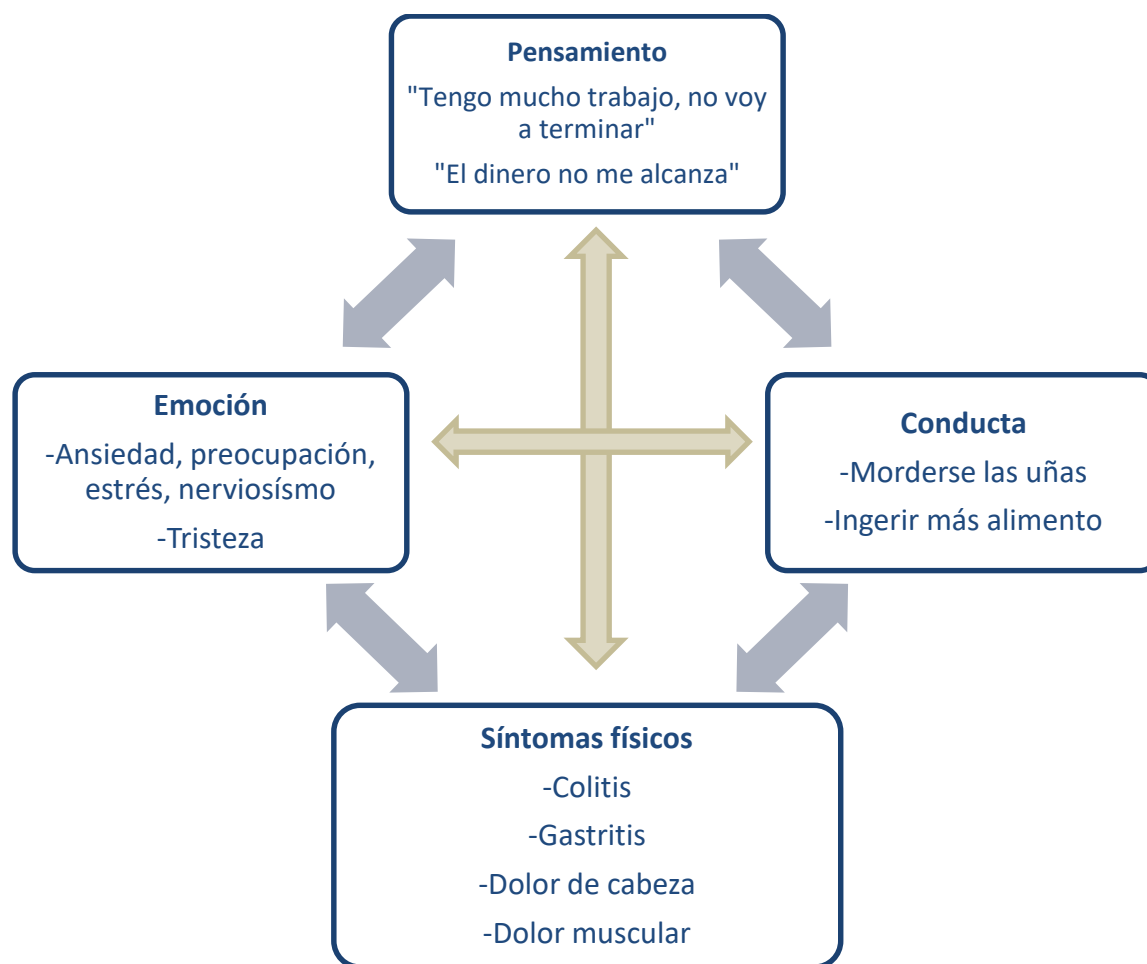 Pensamiento
"Tengo mucho trabajo, no voy
a terminar"
"El dinero no me alcanza"
Emoción
-Ansiedad, preocupación,
estrés, nerviosísmo
-Tristeza
Conducta
-Morderse las uñas
-Ingerir más alimento
Síntomas físicos
-Colitis
-Gastritis
-Dolor de cabeza
-Dolor muscular